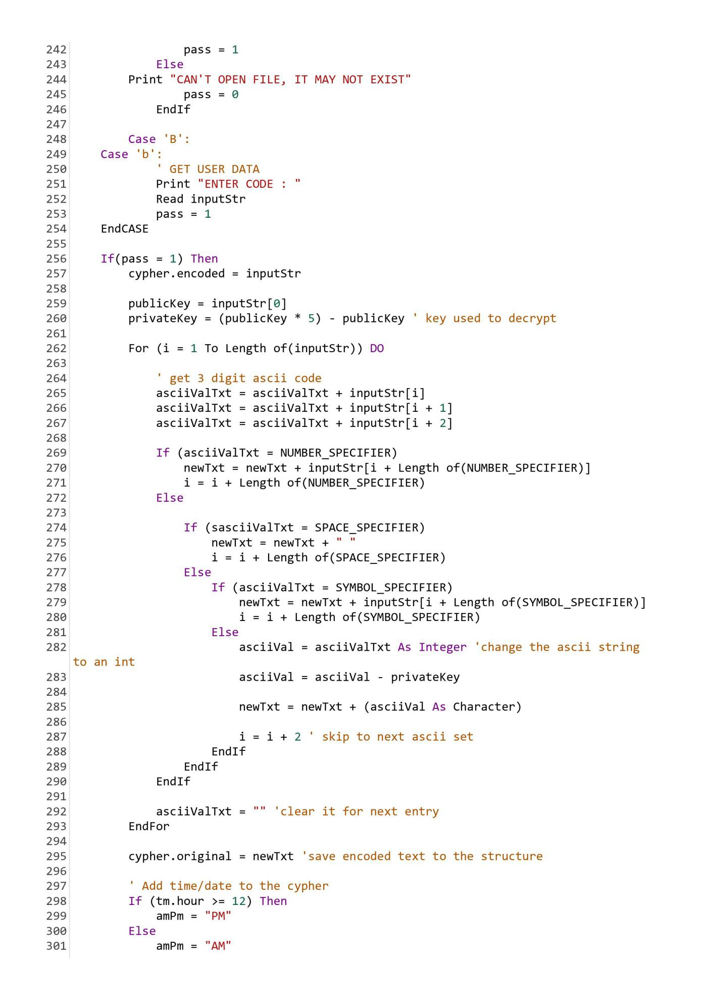 242 pass = 1
243 Else
244 Print "CAN'T OPEN FILE, IT MAY NOT EXIST"
245 pass = 0
246 EndIf
247
248 Case 'B':
249 Case 'b':
250 ' GET USER DATA
251 Print "ENTER CODE : "
252 Read inputStr
253 pass = 1
254 EndCASE
255
256 If(pass = 1) Then
257 cypher.encoded = inputStr
258
259 publicKey = inputStr[0]
260 privateKey = (publicKey * 5) - publicKey ' key used to decrypt
261
262 For (i = 1 To Length of(inputStr)) DO
263
264 ' get 3 digit ascii code
265 asciiValTxt = asciiValTxt + inputStr[i]
266 asciiValTxt = asciiValTxt + inputStr[i + 1]
267 asciiValTxt = asciiValTxt + inputStr[i + 2]
268
269 If (asciiValTxt = NUMBER_SPECIFIER)
270 newTxt = newTxt + inputStr[i + Length of(NUMBER_SPECIFIER)]
271 i = i + Length of(NUMBER_SPECIFIER)
272 Else
273
274 If (sasciiValTxt = SPACE_SPECIFIER)
275 newTxt = newTxt + " "
276 i = i + Length of(SPACE_SPECIFIER)
277 Else
278 If (asciiValTxt = SYMBOL_SPECIFIER)
279 newTxt = newTxt + inputStr[i + Length of(SYMBOL_SPECIFIER)]
280 i = i + Length of(SYMBOL_SPECIFIER)
281 Else
282 asciiVal = asciiValTxt As Integer 'change the ascii string
to an int
283 asciiVal = asciiVal - privateKey
284
285 newTxt = newTxt + (asciiVal As Character)
286
287 i = i + 2 ' skip to next ascii set
288 EndIf
289 EndIf
290 EndIf
291
292 asciiValTxt = "" 'clear it for next entry
293 EndFor
294
295 cypher.original = newTxt 'save encoded text to the structure
296
297 ' Add time/date to the cypher
298 If (tm.hour >= 12) Then
299 amPm = "PM"
300 Else
301 amPm = "AM"